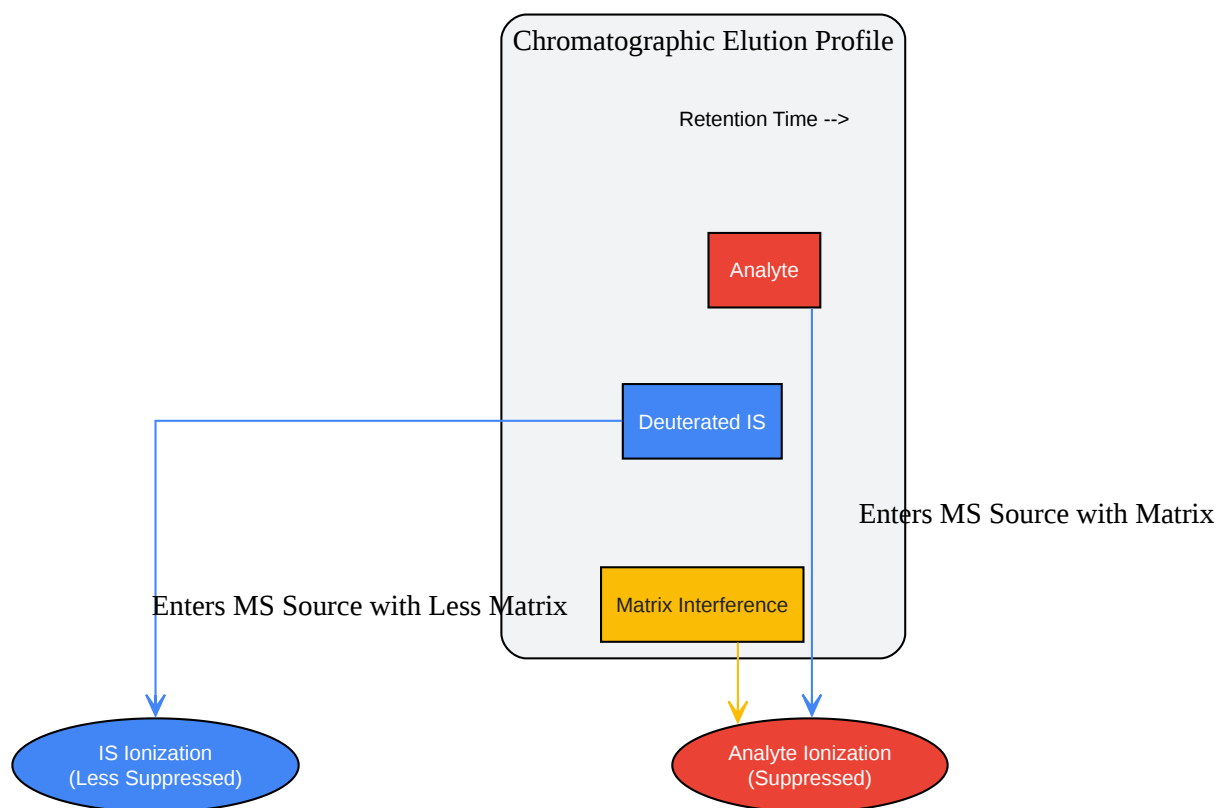 Chromatographic Elution Profile
Retention Time -->
Analyte
Deuterated IS
Enters MS Source with Matrix
Enters MS Source with Less Matrix
Matrix Interference
IS Ionization
(Less Suppressed)
Analyte Ionization
(Suppressed)